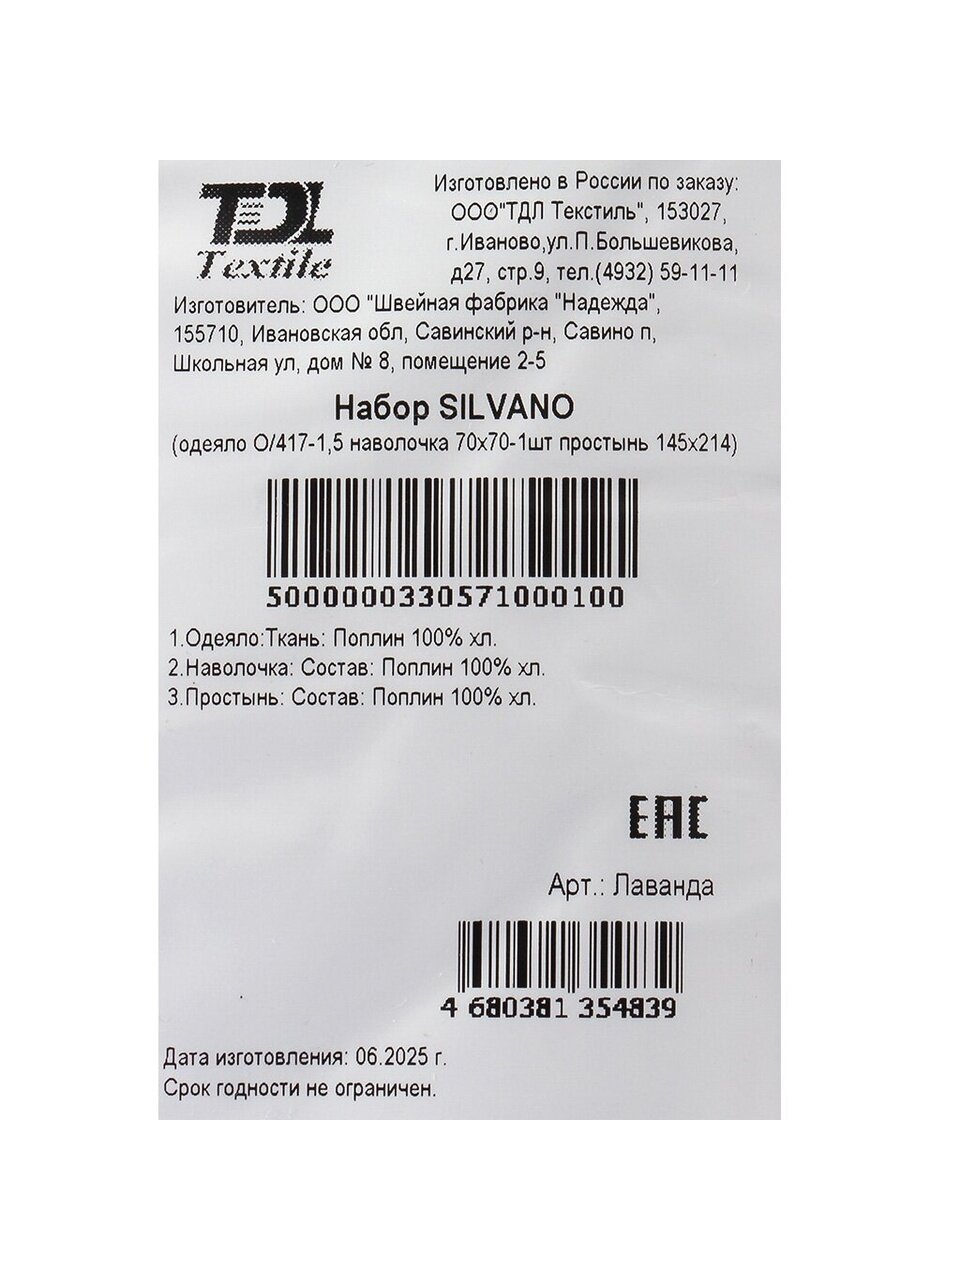 TDL
Textile
Изготовлено в России по заказу:
ООО"ТДЛ Текстиль", 153027,
г.Иваново,ул.П.Большевикова,
д27, стр.9, тел.(4932) 59-11-11
Изготовитель: ООО "Швейная фабрика "Надежда",
155710, Ивановская обл, Савинский р-н, Савино п,
Школьная ул, дом № 8, помещение 2-5
Набор SILVANO
(одеяло О/417-1,5 наволочка 70х70-1шт простынь 145х214)
5000000330571000100
1.Одеяло:Ткань: Поплин 100% хл.
2.Наволочка: Состав: Поплин 100% хл.
3.Простынь: Состав: Поплин 100% хл.
EAC
Арт.: Лаванда
4 680381 354839
Дата изготовления: 06.2025 г.
Срок годности не ограничен.